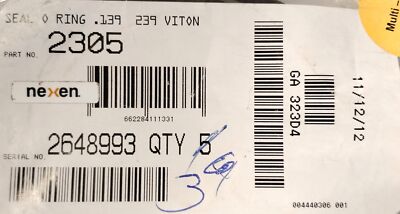 SEAL O RING .139 239 VITON
PART NO. 2305
nexen
662284111331
2648993 QTY 5
SERIAL NO.
3
GA 323D4
11/12/12
004440306 001
Multi-